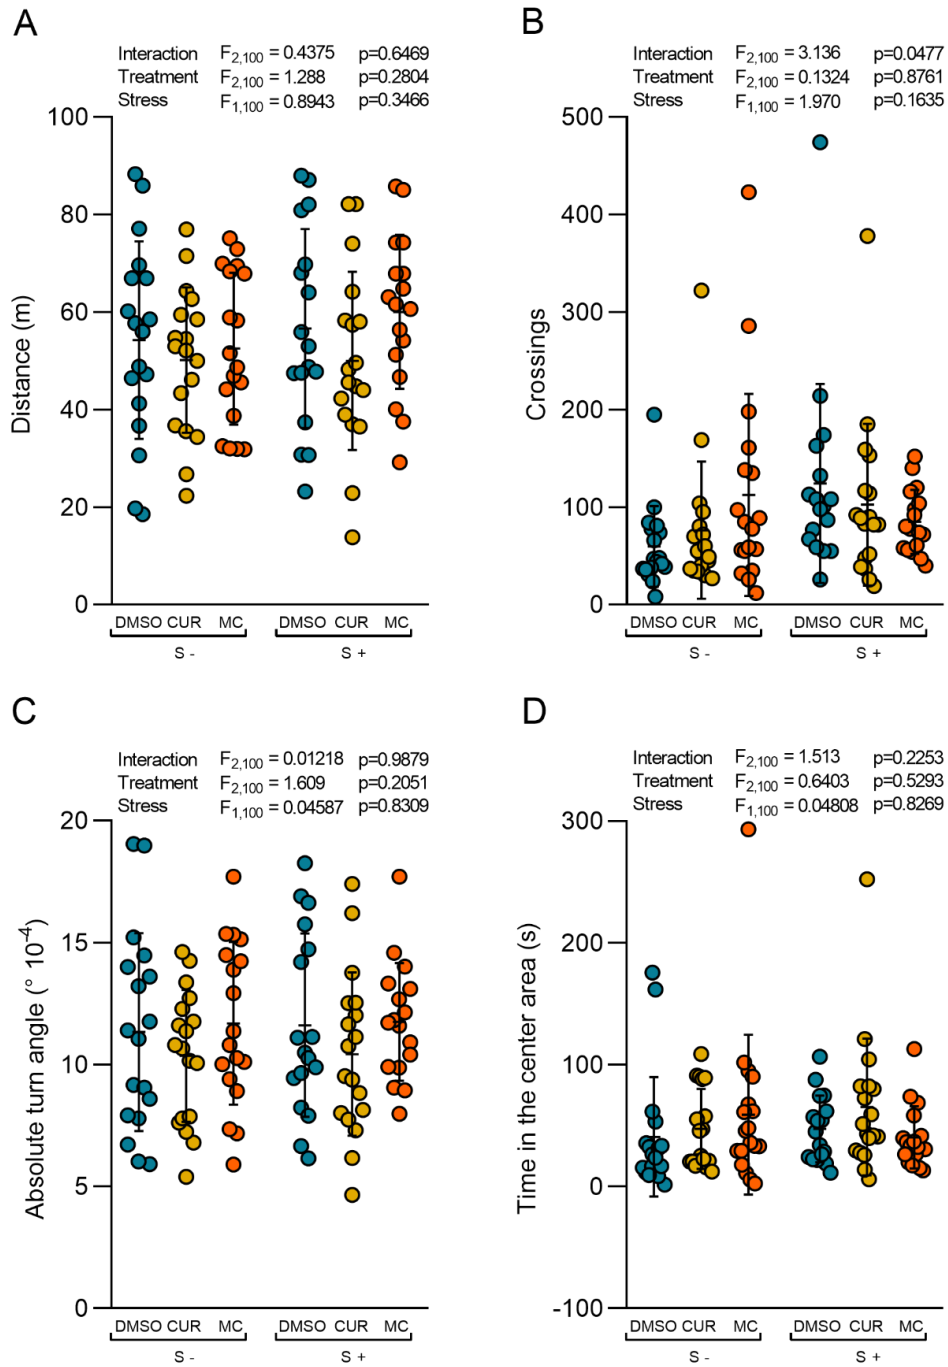 A
Interaction F2,100 = 0.4375 p=0.6469
Treatment F2,100 = 1.288 p=0.2804
Stress F1,100 = 0.8943 p=0.3466
Distance (m)
100
80
60
40
20
0
DMSO CUR MC DMSO CUR MC
S - S +
B
Interaction F2,100 = 3.136 p=0.0477
Treatment F2,100 = 0.1324 p=0.8761
Stress F1,100 = 1.970 p=0.1635
Crossings
500
400
300
200
100
0
DMSO CUR MC DMSO CUR MC
S - S +
C
Interaction F2,100 = 0.01218 p=0.9879
Treatment F2,100 = 1.609 p=0.2051
Stress F1,100 = 0.04587 p=0.8309
Absolute turn angle (° 10-4)
20
15
10
5
0
DMSO CUR MC DMSO CUR MC
S - S +
D
Interaction F2,100 = 1.513 p=0.2253
Treatment F2,100 = 0.6403 p=0.5293
Stress F1,100 = 0.04808 p=0.8269
Time in the center area (s)
300
200
100
0
-100
DMSO CUR MC DMSO CUR MC
S - S +